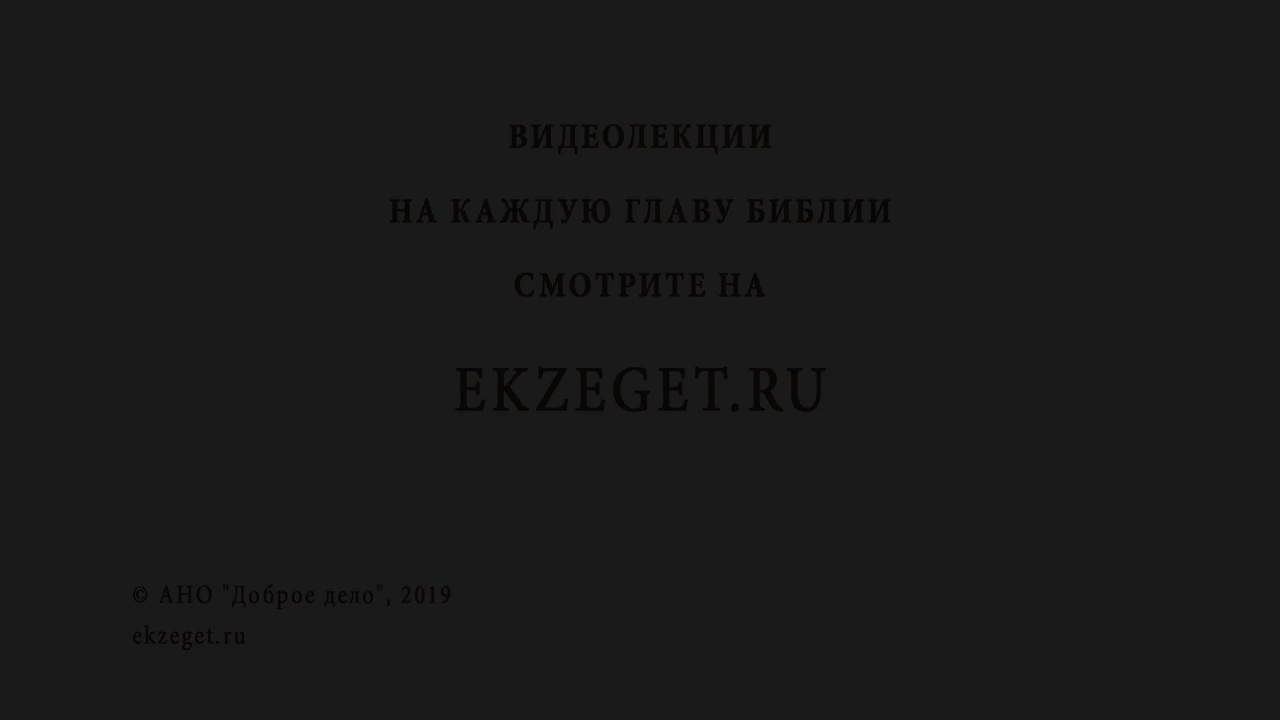 ВИДЕОЛЕКЦИИ
НА КАЖДУЮ ГЛАВУ БИБЛИИ
СМОТРИТЕ НА
EKZEGET.RU
© АНО "Доброе дело", 2019
ekzeget.ru